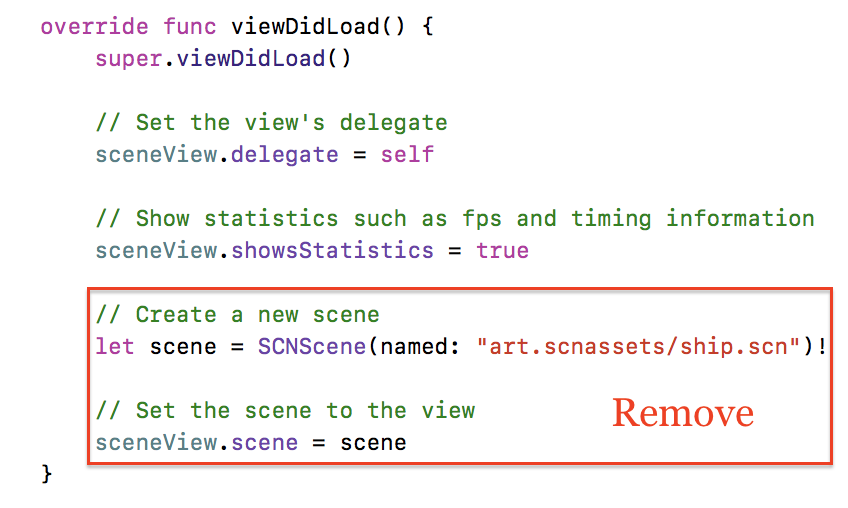 override func viewDidLoad() {
super.viewDidLoad()
// Set the view's delegate
sceneView.delegate = self
// Show statistics such as fps and timing information
sceneView.showsStatistics = true
// Create a new scene
let scene = SCNScene(named: "art.scnassets/ship.scn")!
// Set the scene to the view
Remove
sceneView.scene = scene
}